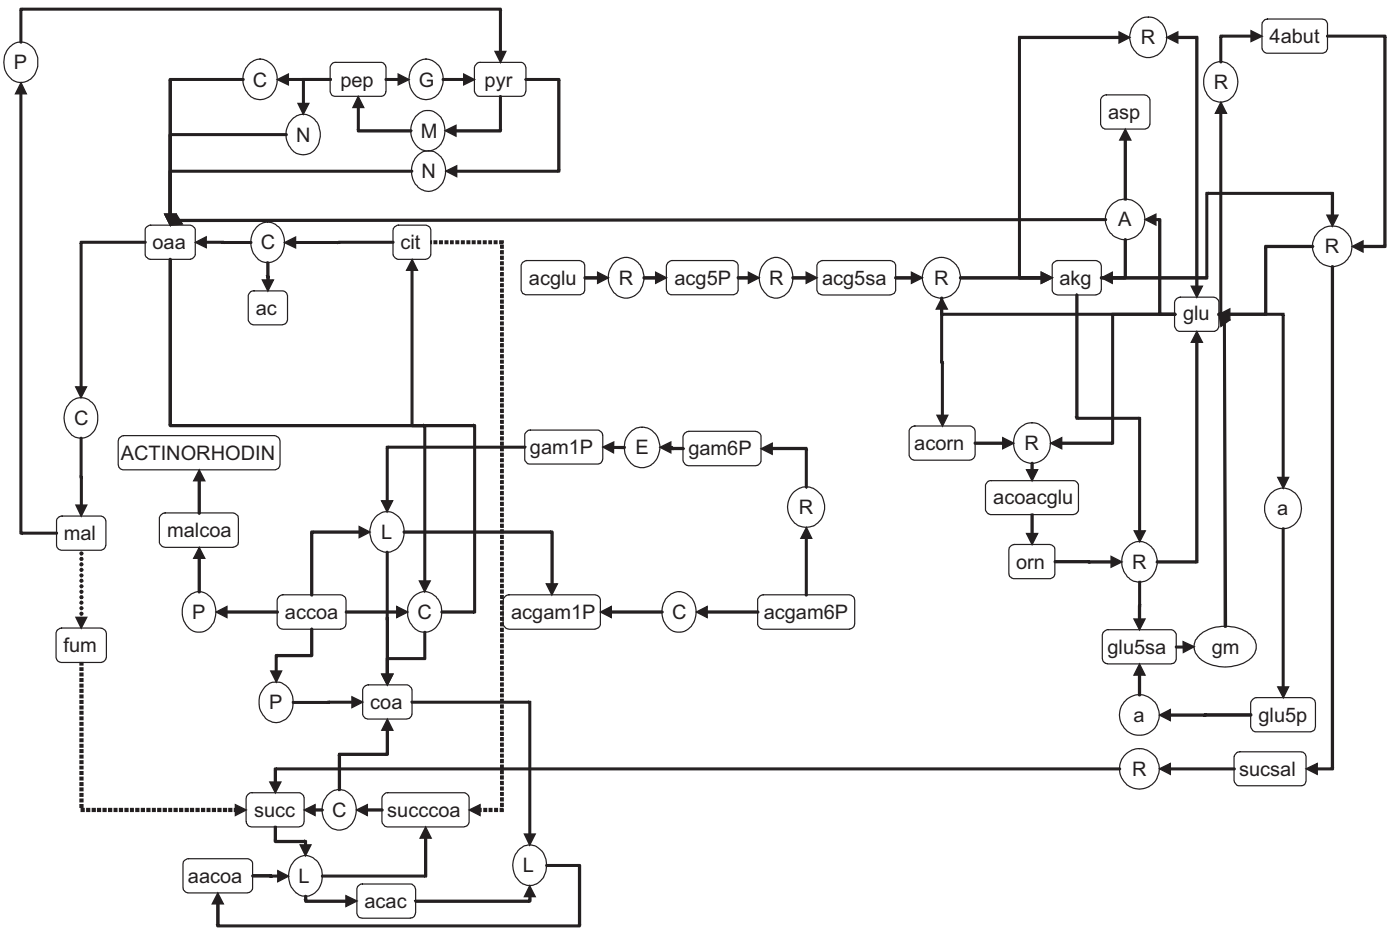 R
4abut
P
C
pep
G
pyr
R
asp
N
M
N
A
oaa
C
cit
R
ac
acglu
R
acg5P
R
acg5sa
R
akg
glu
C
ACTINORHODIN
gam1P
E
gam6P
acorn
R
acoacglu
R
a
mal
malcoa
L
orn
R
P
accoa
C
acgam1P
C
acgam6P
fum
glu5sa
gm
P
coa
a
glu5p
R
sucsal
succ
C
succcoa
aacoa
L
L
acac